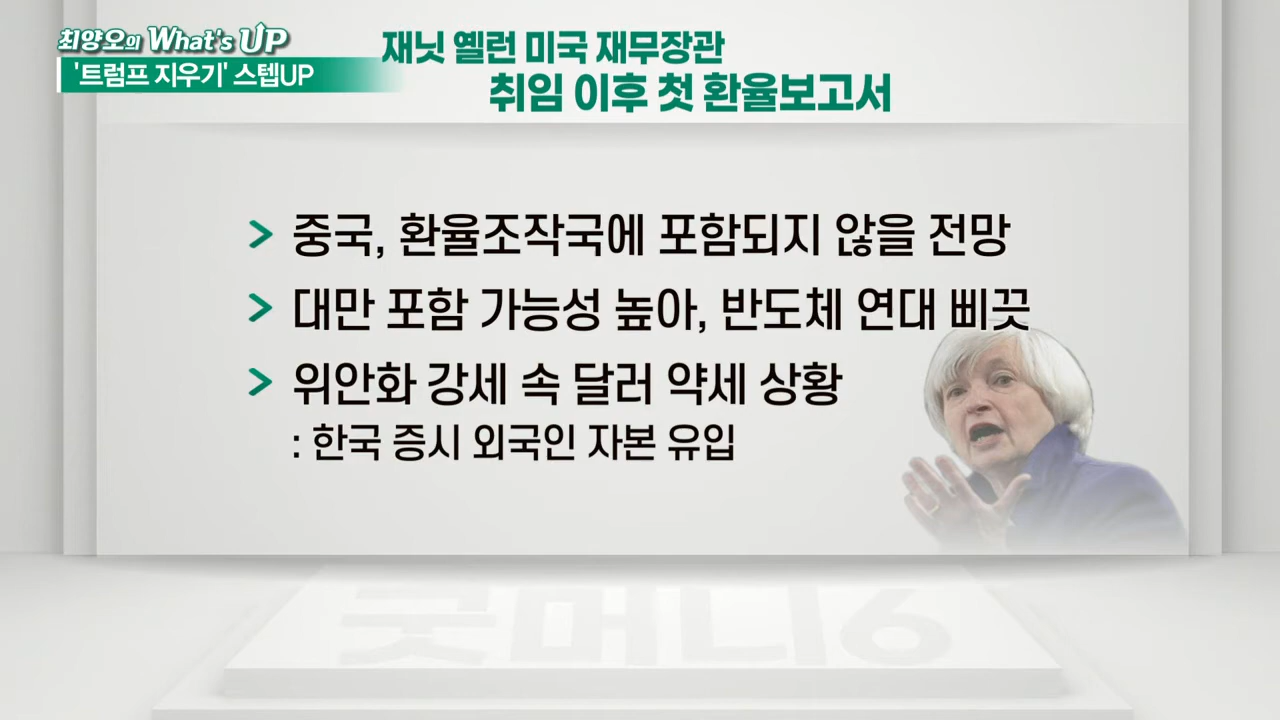 최양오의 What's UP
'트럼프 지우기' 스텝UP
재닛 옐런 미국 재무장관
취임 이후 첫 환율보고서
> 중국, 환율조작국에 포함되지 않을 전망
> 대만 포함 가능성 높아, 반도체 연대 삐끗
> 위안화 강세 속 달러 약세 상황
: 한국 증시 외국인 자본 유입
굿머니6